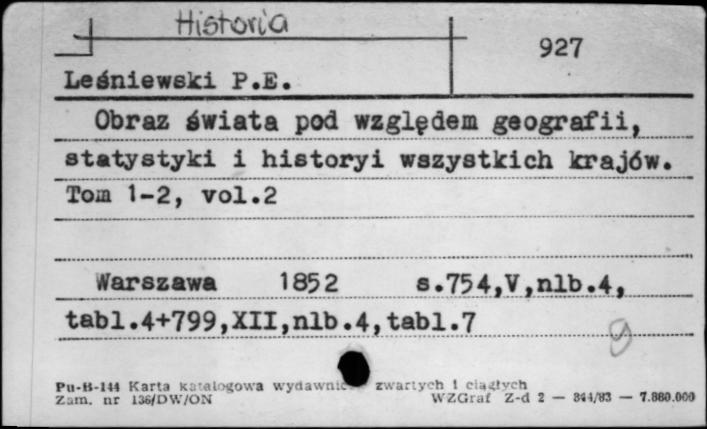 Historia
927
Leśniewski P.E.
Obraz świata pod względem geografii,
statystyki i historyi wszystkich krajów.
Tom 1-2, vol.2
Warszawa 1852 s.754,V,nlb.4,
tabl.4+799,XII,nlb.4,tabl.7
Pu-B-144 Karta katalogowa zwartych i ciągłych
Zam. nr 136/DW/ON WZGraf Z-d 2 — 344/83 — 7.880.000